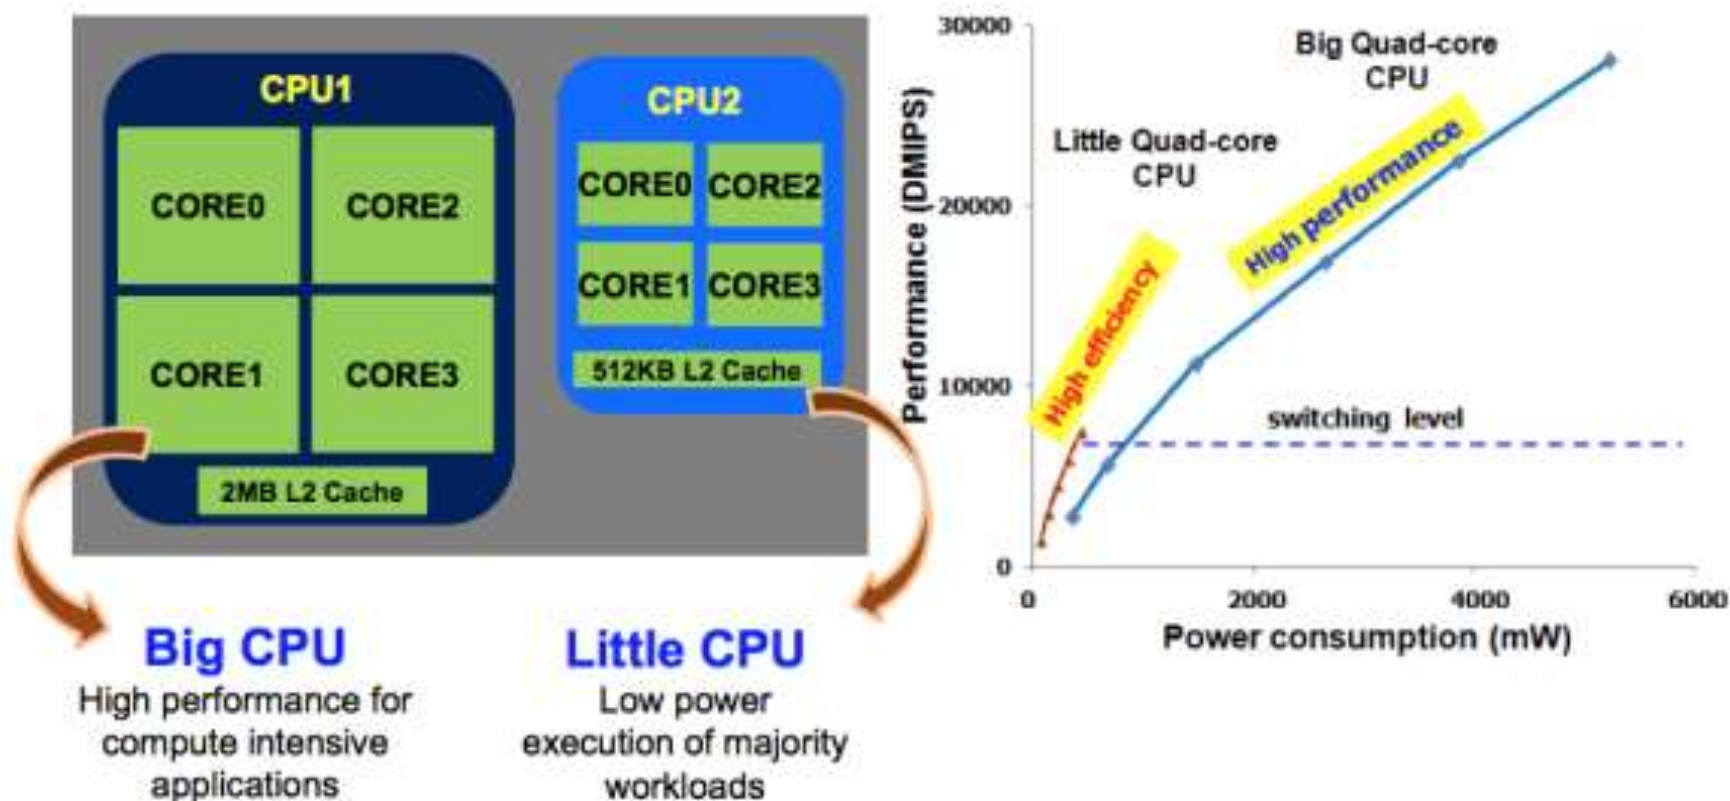 CPU1
CORE0
CORE2
CORE1
CORE3
2MB L2 Cache
CPU2
CORE0
CORE2
CORE1
CORE3
512KB L2 Cache
Big CPU
High performance for
compute intensive
applications
Little CPU
Low power
execution of majority
workloads
Performance (DMIPS)
30000
20000
10000
0
Big Quad-core
CPU
Little Quad-core
CPU
High performance
High efficiency
switching level
0
2000
4000
6000
Power consumption (mW)